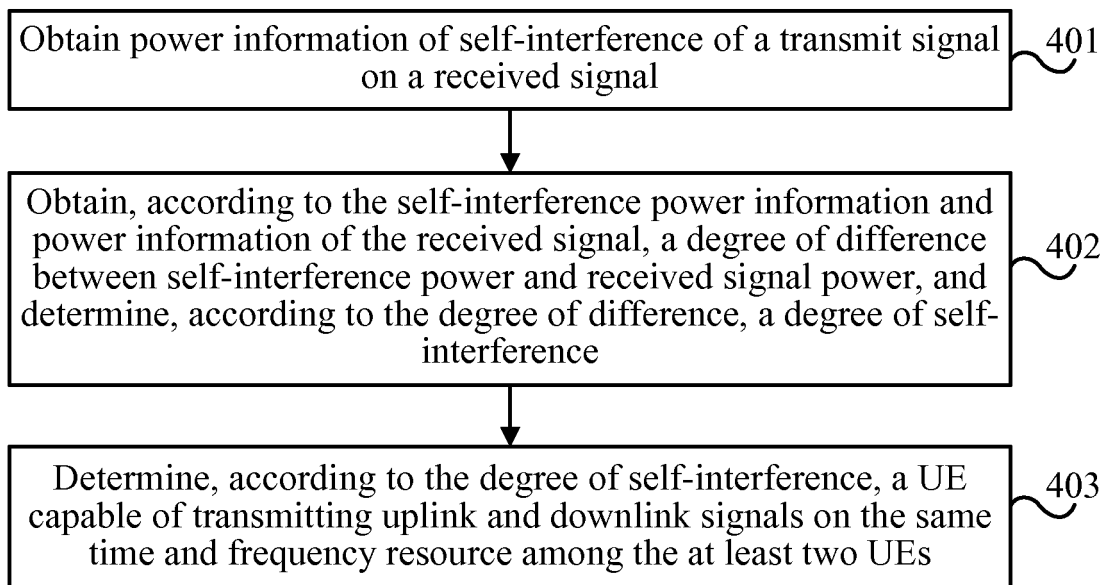 Obtain power information of self-interference of a transmit signal
on a received signal
401
Obtain, according to the self-interference power information and
power information of the received signal, a degree of difference
between self-interference power and received signal power, and
determine, according to the degree of difference, a degree of self-
interference
402
Determine, according to the degree of self-interference, a UE
capable of transmitting uplink and downlink signals on the same
time and frequency resource among the at least two UEs
403